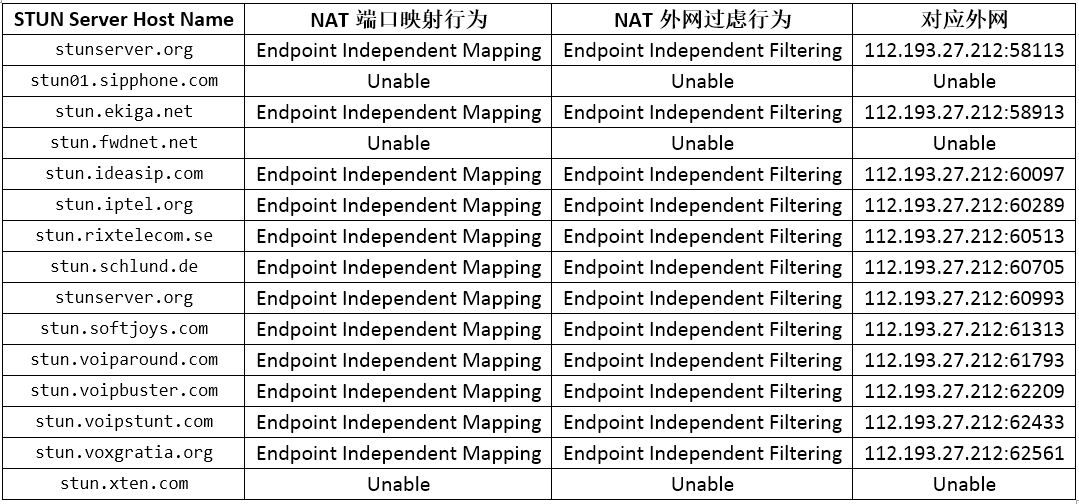 STUN Server Host Name NAT 端口映射行为 NAT 外网过虑行为 对应外网
stunserver.org Endpoint Independent Mapping Endpoint Independent Filtering 112.193.27.212:58113
stun01.sipphone.com Unable Unable Unable
stun.ekiga.net Endpoint Independent Mapping Endpoint Independent Filtering 112.193.27.212:58913
stun.fwdnet.net Unable Unable Unable
stun.ideasip.com Endpoint Independent Mapping Endpoint Independent Filtering 112.193.27.212:60097
stun.iptel.org Endpoint Independent Mapping Endpoint Independent Filtering 112.193.27.212:60289
stun.rixtelecom.se Endpoint Independent Mapping Endpoint Independent Filtering 112.193.27.212:60513
stun.schlund.de Endpoint Independent Mapping Endpoint Independent Filtering 112.193.27.212:60705
stunserver.org Endpoint Independent Mapping Endpoint Independent Filtering 112.193.27.212:60993
stun.softjoys.com Endpoint Independent Mapping Endpoint Independent Filtering 112.193.27.212:61313
stun.voiparound.com Endpoint Independent Mapping Endpoint Independent Filtering 112.193.27.212:61793
stun.voipbuster.com Endpoint Independent Mapping Endpoint Independent Filtering 112.193.27.212:62209
stun.voipstunt.com Endpoint Independent Mapping Endpoint Independent Filtering 112.193.27.212:62433
stun.voxgratia.org Endpoint Independent Mapping Endpoint Independent Filtering 112.193.27.212:62561
stun.xten.com Unable Unable Unable